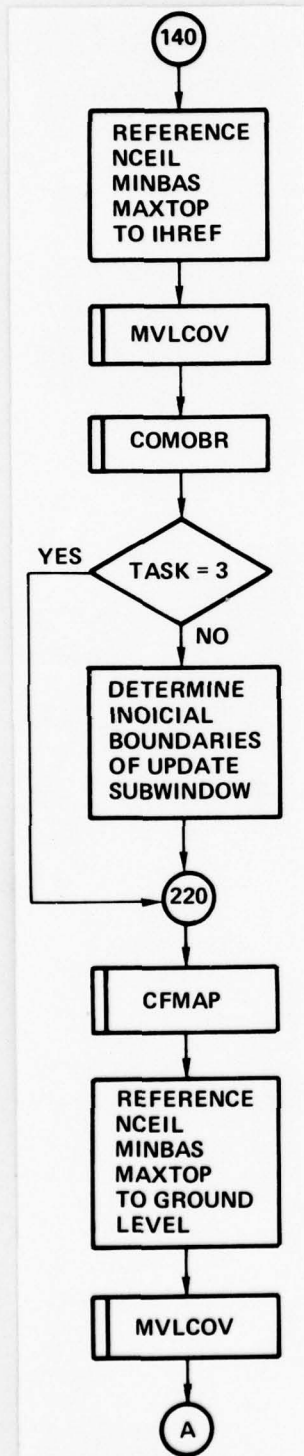 140
REFERENCE
NCEIL
MINBAS
MAXTOP
TO IHREF
MVLCOV
COMOBR
YES
TASK = 3
NO
DETERMINE
INOICIAL
BOUNDARIES
OF UPDATE
SUBWINDOW
220
CFMAP
REFERENCE
NCEIL
MINBAS
MAXTOP
TO GROUND
LEVEL
MVLCOV
A